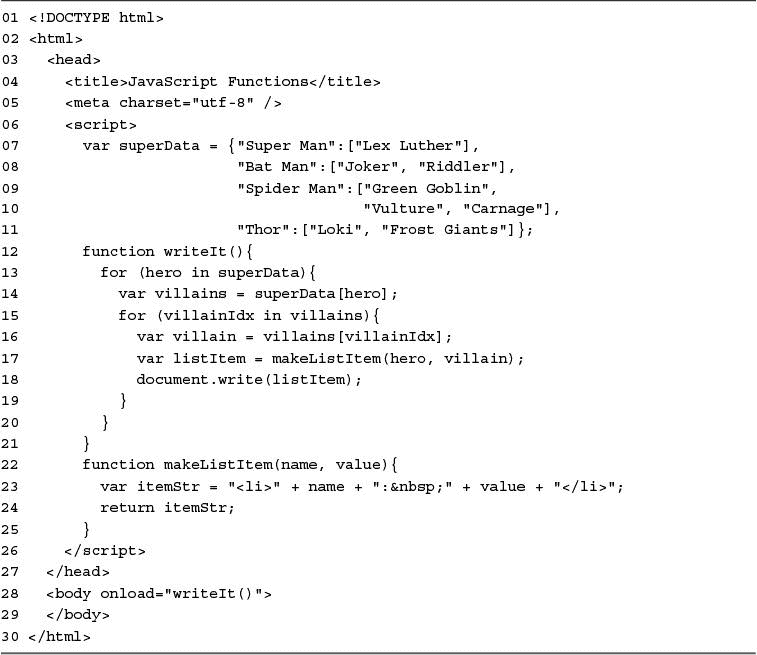 01 <!DOCTYPE html>
02 <html>
03   <head>
04     <title>JavaScript Functions</title>
05     <meta charset="utf-8" />
06     <script>
07       var superData = {"Super Man":["Lex Luther"],
08                        "Bat Man":["Joker", "Riddler"],
09                        "Spider Man":["Green Goblin",
10                                      "Vulture", "Carnage"],
11                        "Thor":["Loki", "Frost Giants"]};
12       function writeIt(){
13         for (hero in superData){
14           var villains = superData[hero];
15           for (villainIdx in villains){
16             var villain = villains[villainIdx];
17             var listItem = makeListItem(hero, villain);
18             document.write(listItem);
19           }
20         }
21       }
22       function makeListItem(name, value){
23         var itemStr = "<li>" + name + ":&nbsp;" + value + "</li>";
24         return itemStr;
25       }
26     </script>
27   </head>
28   <body onload="writeIt()">
29   </body>
30 </html>